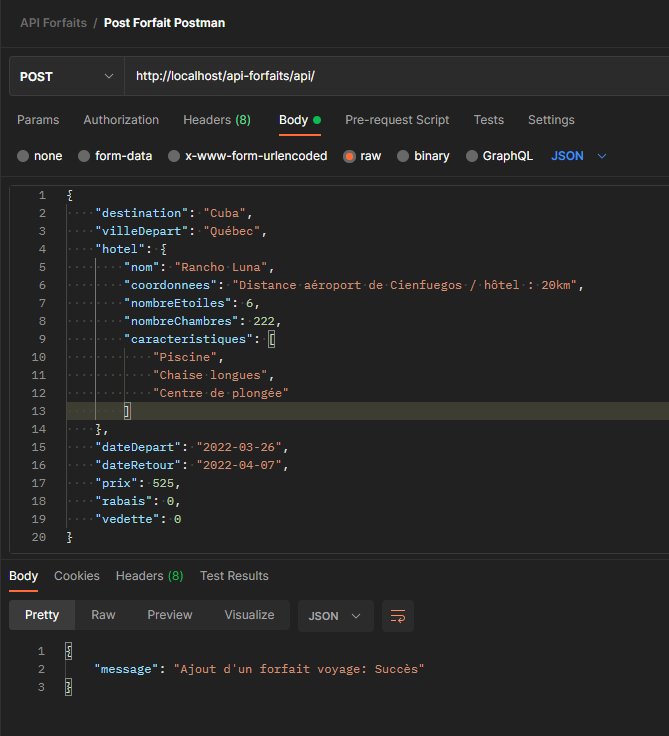 API Forfaits / Post Forfait Postman
POST http://localhost/api-forfaits/api/
Params Authorization Headers (8) Body Pre-request Script Tests Settings
none form-data x-www-form-urlencoded raw binary GraphQL JSON
1 {
2 "destination": "Cuba",
3 "villeDepart": "Québec",
4 "hotel": {
5 "nom": "Rancho Luna",
6 "coordonnees": "Distance aéroport de Cienfuegos / hôtel : 20km",
7 "nombreEtoiles": 6,
8 "nombreChambres": 222,
9 "caracteristiques": [
10 "Piscine",
11 "Chaise longues",
12 "Centre de plongée"
13 ]
14 },
15 "dateDepart": "2022-03-26",
16 "dateRetour": "2022-04-07",
17 "prix": 525,
18 "rabais": 0,
19 "vedette": 0
20 }
Body Cookies Headers (8) Test Results
Pretty Raw Preview Visualize JSON
1 {
2 "message": "Ajout d'un forfait voyage: Succès"
3 }